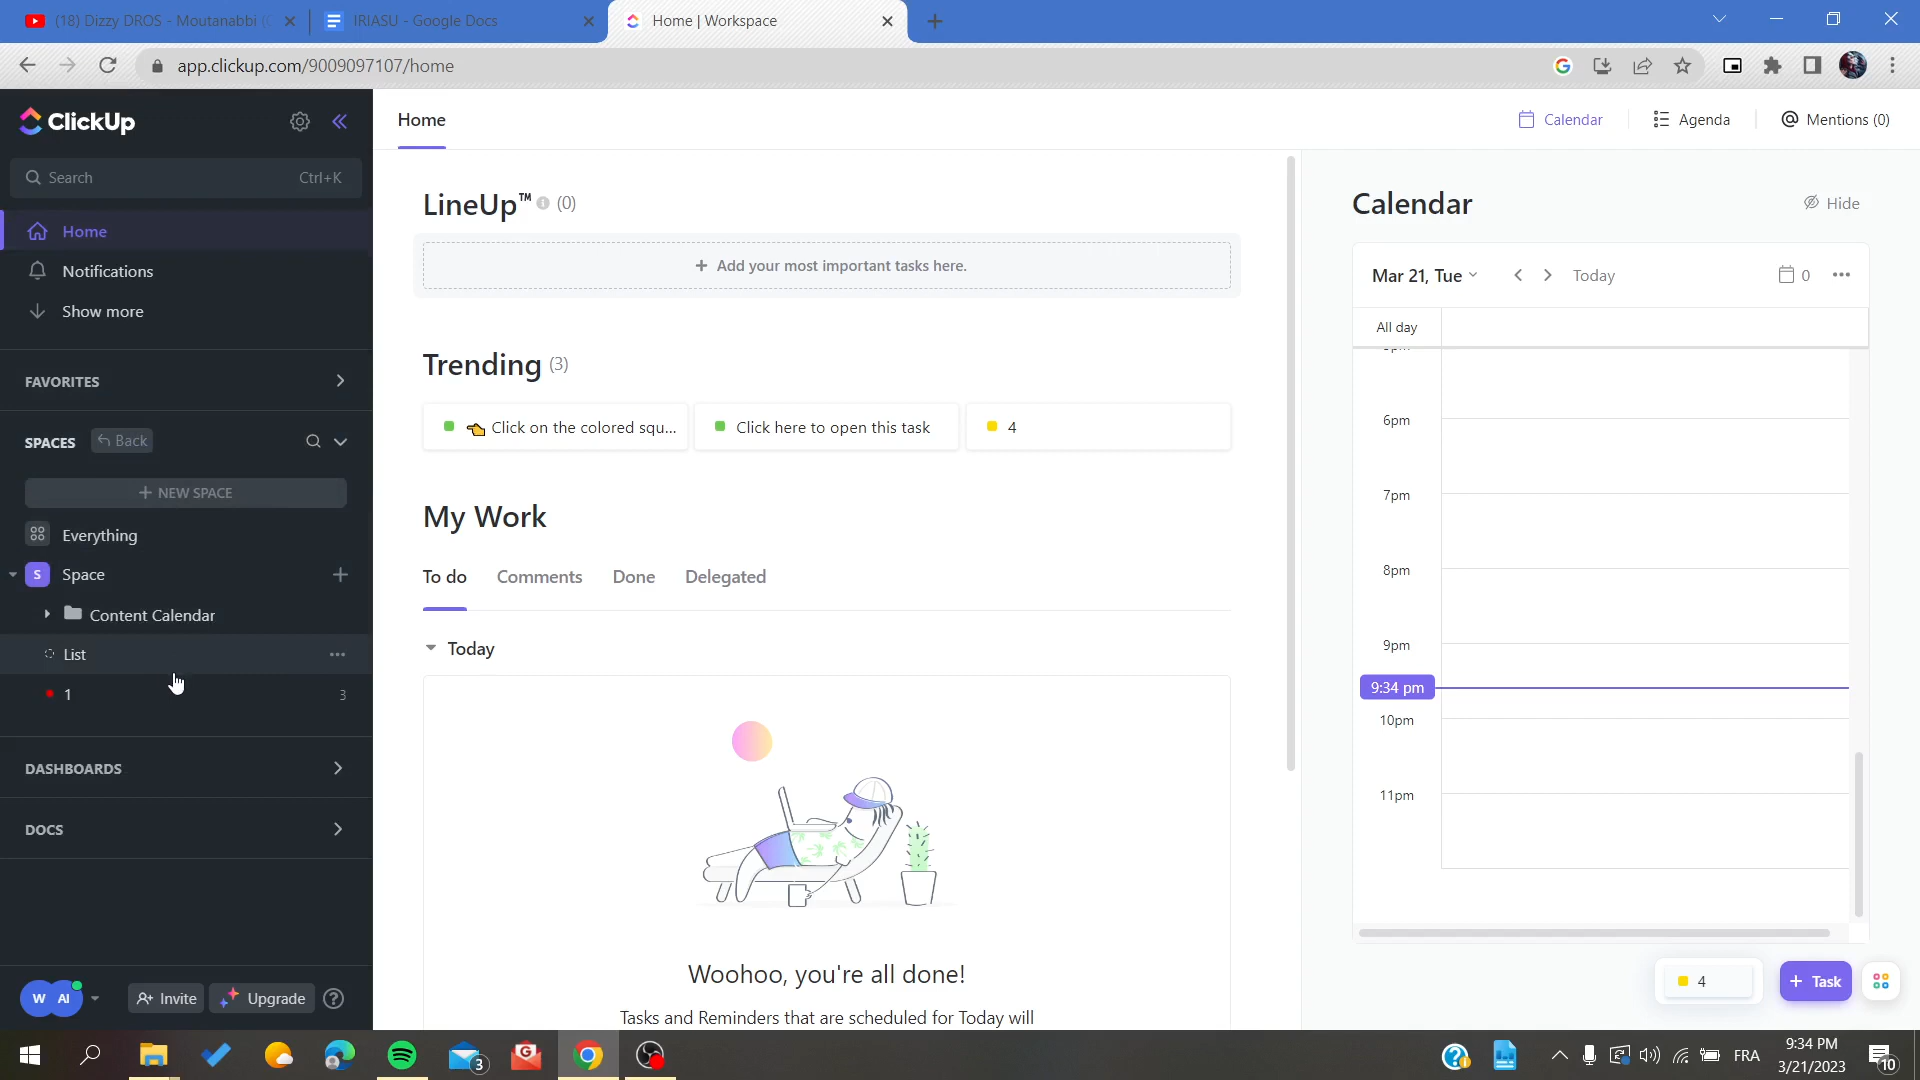 (18) Dizzy DROS - Moutanabbi (
IRIASU - Google Docs
Home | Workspace
app.clickup.com/9009097107/home
ClickUp
Search Ctrl+K
Home
Notifications
Show more
FAVORITES
SPACES Back
+ NEW SPACE
Everything
S Space
Content Calendar
List
1 3
DASHBOARDS
DOCS
W AI Invite Upgrade
Home
Calendar Agenda Mentions (0)
LineUp™ (0)
+ Add your most important tasks here.
Trending (3)
Click on the colored squ...
Click here to open this task
4
My Work
To do Comments Done Delegated
Today
Woohoo, you're all done!
Tasks and Reminders that are scheduled for Today will
Calendar Hide
Mar 21, Tue Today 0
All day
6pm
7pm
8pm
9pm
9:34 pm
10pm
11pm
4
+ Task
3
FRA
9:34 PM
3/21/2023
10